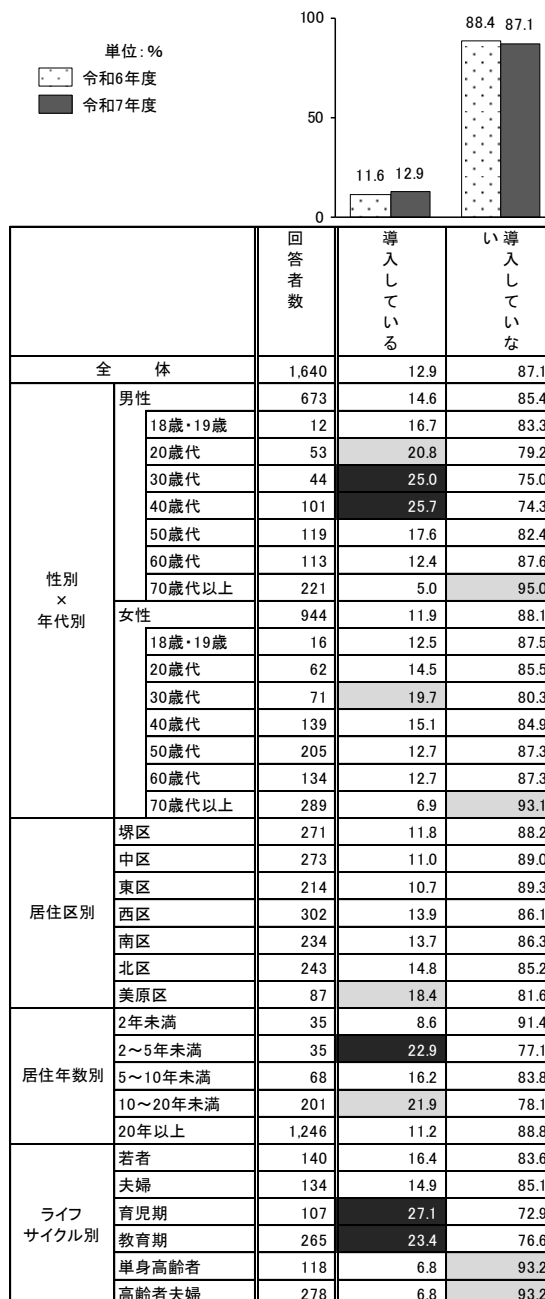 単位:%
令和6年度
令和7年度
100
50
0
11.6 12.9
88.4 87.1
回答者数 導入している 導入していない
全 体 1,640 12.9 87.1
性別×年代別
男性 673 14.6 85.4
18歳・19歳 12 16.7 83.3
20歳代 53 20.8 79.2
30歳代 44 25.0 75.0
40歳代 101 25.7 74.3
50歳代 119 17.6 82.4
60歳代 113 12.4 87.6
70歳代以上 221 5.0 95.0
女性 944 11.9 88.1
18歳・19歳 16 12.5 87.5
20歳代 62 14.5 85.5
30歳代 71 19.7 80.3
40歳代 139 15.1 84.9
50歳代 205 12.7 87.3
60歳代 134 12.7 87.3
70歳代以上 289 6.9 93.1
居住区別
堺区 271 11.8 88.2
中区 273 11.0 89.0
東区 214 10.7 89.3
西区 302 13.9 86.1
南区 234 13.7 86.3
北区 243 14.8 85.2
美原区 87 18.4 81.6
居住年数別
2年未満 35 8.6 91.4
2~5年未満 35 22.9 77.1
5~10年未満 68 16.2 83.8
10~20年未満 201 21.9 78.1
20年以上 1,246 11.2 88.8
ライフサイクル別
若者 140 16.4 83.6
夫婦 134 14.9 85.1
育児期 107 27.1 72.9
教育期 265 23.4 76.6
単身高齢者 118 6.8 93.2
高齢者夫婦 278 6.8 93.2